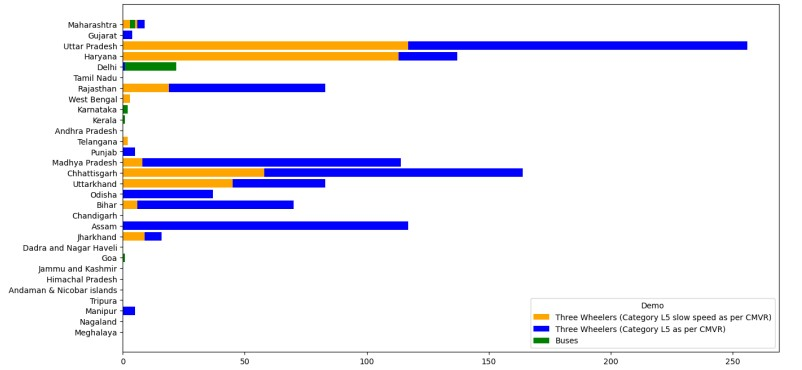 Maharashtra
Gujarat
Uttar Pradesh
Haryana
Delhi
Tamil Nadu
Rajasthan
West Bengal
Karnataka
Kerala
Andhra Pradesh
Telangana
Punjab
Madhya Pradesh
Chhattisgarh
Uttarkhand
Odisha
Bihar
Chandigarh
Assam
Jharkhand
Dadra and Nagar Haveli
Goa
Jammu and Kashmir
Himachal Pradesh
Andaman & Nicobar islands
Tripura
Manipur
Nagaland
Meghalaya
0 50 100 150 200 250
Demo
Three Wheelers (Category L5 slow speed as per CMVR)
Three Wheelers (Category L5 as per CMVR)
Buses